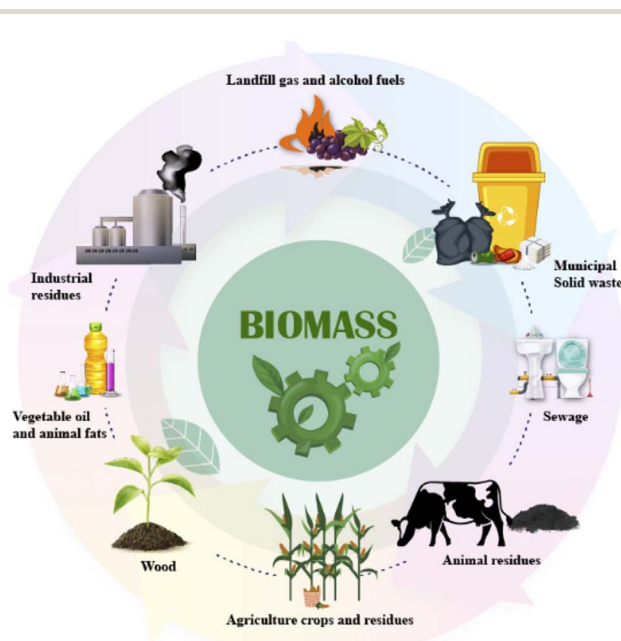 Landfill gas and alcohol fuels
Municipal
Solid waste
Sewage
Animal residues
Agriculture crops and residues
Wood
Vegetable oil
and animal fats
Industrial
residues
BIOMASS